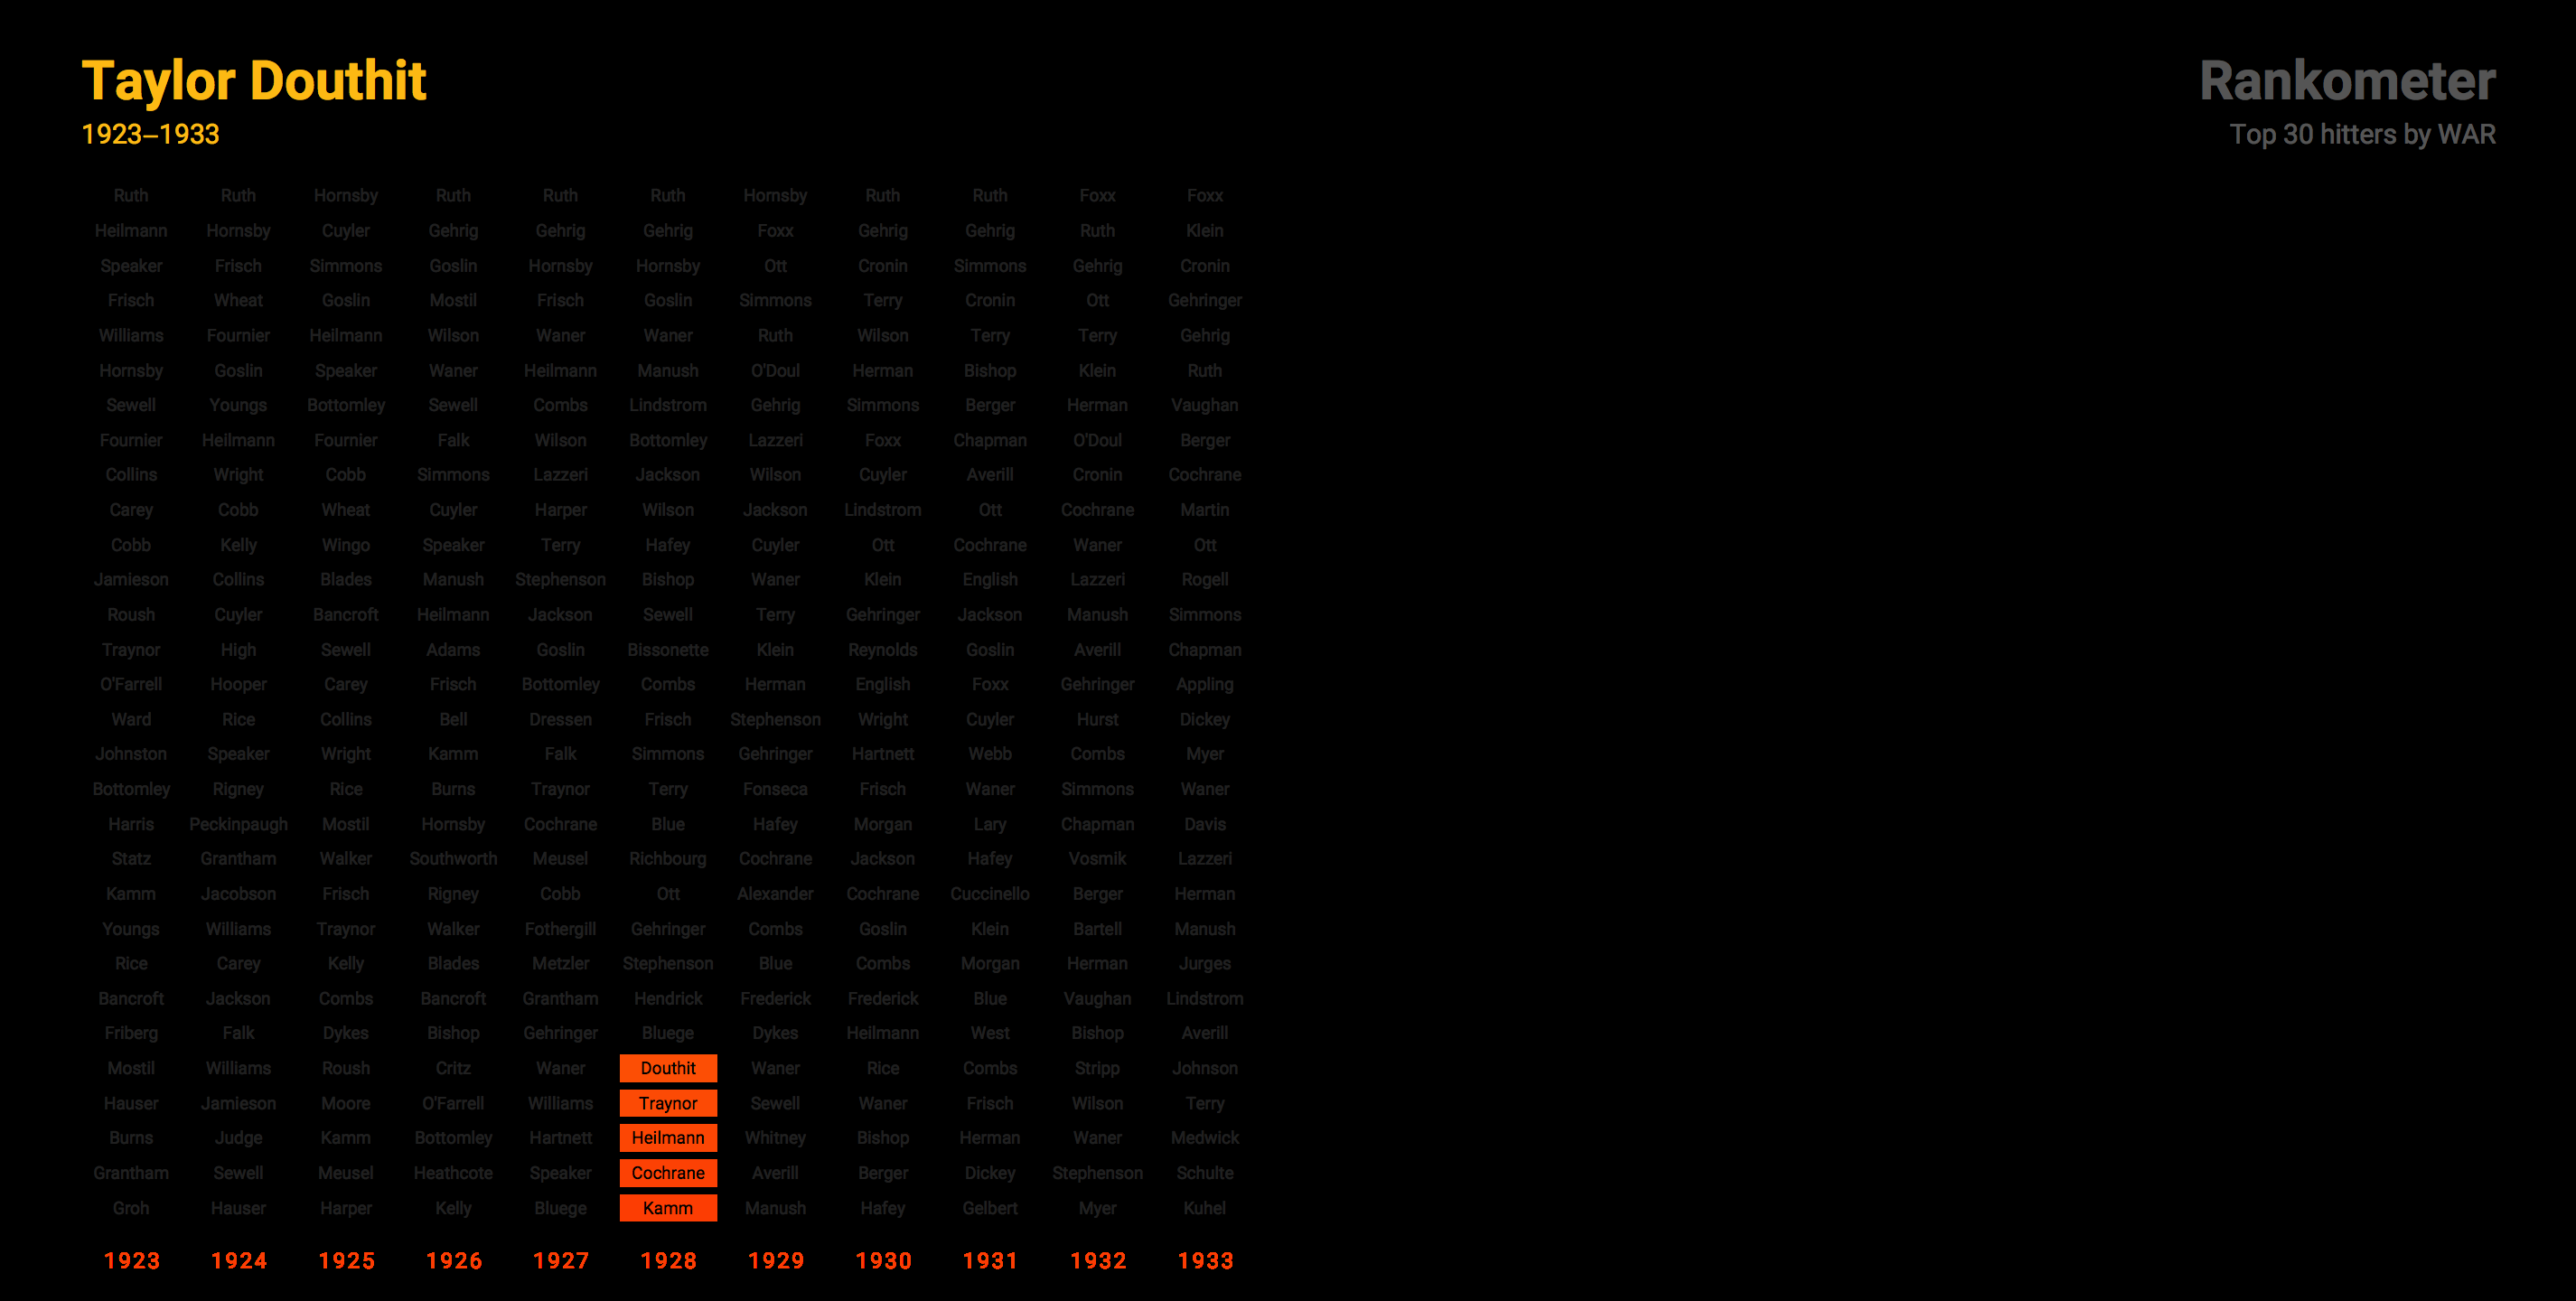 Taylor Douthit
1923–1933
Rankometer
Top 30 hitters by WAR
Ruth Ruth Hornsby Ruth Ruth Ruth Hornsby Ruth Ruth Foxx Foxx
Heilmann Hornsby Cuyler Gehrig Gehrig Gehrig Foxx Gehrig Gehrig Ruth Klein
Speaker Frisch Simmons Goslin Hornsby Hornsby Ott Cronin Simmons Gehrig Cronin
Frisch Wheat Goslin Mostil Frisch Goslin Simmons Terry Cronin Ott Gehringer
Williams Fournier Heilmann Wilson Waner Waner Ruth Wilson Terry Terry Gehrig
Hornsby Goslin Speaker Waner Heilmann Manush O'Doul Herman Bishop Klein Ruth
Sewell Youngs Bottomley Sewell Combs Lindstrom Gehrig Simmons Berger Herman Vaughan
Fournier Heilmann Fournier Falk Wilson Bottomley Lazzeri Foxx Chapman O'Doul Berger
Collins Wright Cobb Simmons Lazzeri Jackson Wilson Cuyler Averill Cronin Cochrane
Carey Cobb Wheat Cuyler Harper Wilson Jackson Lindstrom Ott Cochrane Martin
Cobb Kelly Wingo Speaker Terry Hafey Cuyler Ott Cochrane Waner Ott
Jamieson Collins Blades Manush Stephenson Bishop Waner Klein English Lazzeri Rogell
Roush Cuyler Bancroft Heilmann Jackson Sewell Terry Gehringer Jackson Manush Simmons
Traynor High Sewell Adams Goslin Bissonette Klein Reynolds Goslin Averill Chapman
O'Farrell Hooper Carey Frisch Bottomley Combs Herman English Foxx Gehringer Appling
Ward Rice Collins Bell Dressen Frisch Stephenson Wright Cuyler Hurst Dickey
Johnston Speaker Wright Kamm Falk Simmons Gehringer Hartnett Webb Combs Myer
Bottomley Rigney Rice Burns Traynor Terry Fonseca Frisch Waner Simmons Waner
Harris Peckinpaugh Mostil Hornsby Cochrane Blue Hafey Morgan Lary Chapman Davis
Statz Grantham Walker Southworth Meusel Richbourg Cochrane Jackson Hafey Vosmik Lazzeri
Kamm Jacobson Frisch Rigney Cobb Ott Alexander Cochrane Cuccinello Berger Herman
Youngs Williams Traynor Walker Fothergill Gehringer Combs Goslin Klein Bartell Manush
Rice Carey Kelly Blades Metzler Stephenson Blue Combs Morgan Herman Jurges
Bancroft Jackson Combs Bancroft Grantham Hendrick Frederick Frederick Blue Vaughan Lindstrom
Friberg Falk Dykes Bishop Gehringer Bluege Dykes Heilmann West Bishop Averill
Mostil Williams Roush Critz Waner Douthit Waner Rice Combs Stripp Johnson
Hauser Jamieson Moore O'Farrell Williams Traynor Sewell Waner Frisch Wilson Terry
Burns Judge Kamm Bottomley Hartnett Heilmann Whitney Bishop Herman Waner Medwick
Grantham Sewell Meusel Heathcote Speaker Cochrane Averill Berger Dickey Stephenson Schulte
Groh Hauser Harper Kelly Bluege Kamm Manush Hafey Gelbert Myer Kuhel
1923 1924 1925 1926 1927 1928 1929 1930 1931 1932 1933